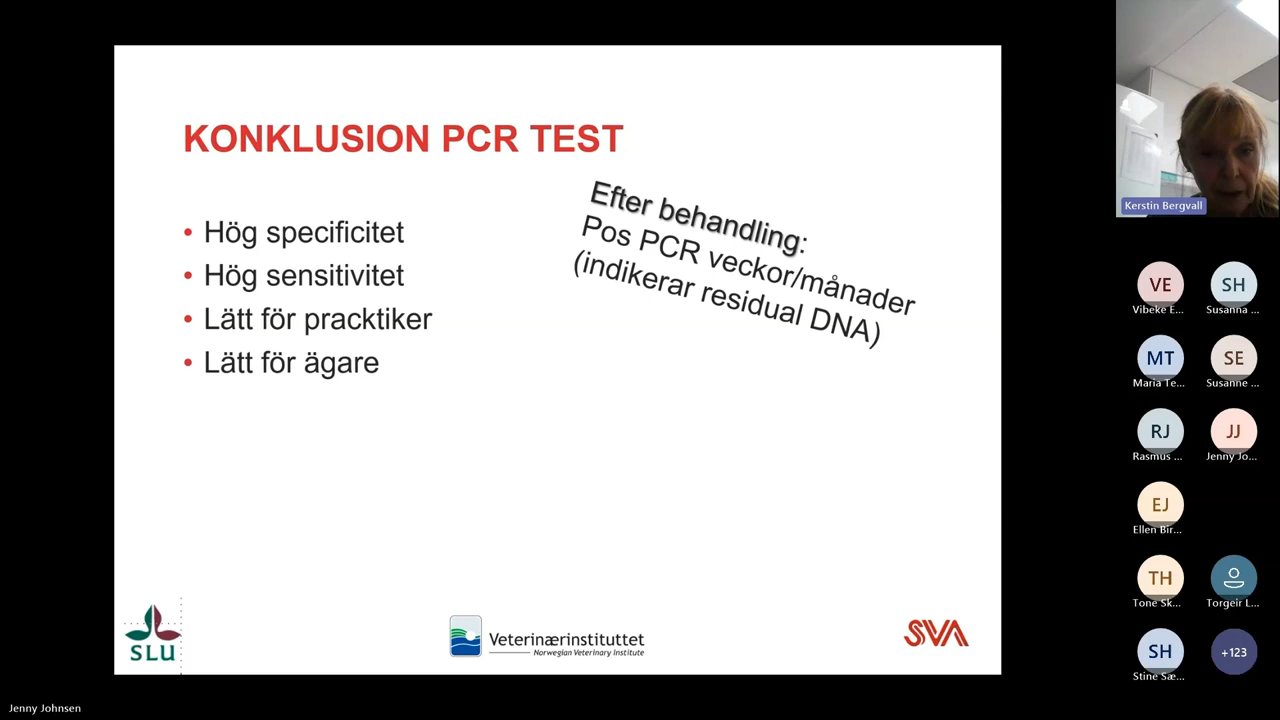 KONKLUSION PCR TEST
• Hög specificitet
• Hög sensitivitet
• Lätt för pracktiker
• Lätt för ägare
Efter behandling:
Pos PCR veckor/månader
(indikerar residual DNA)
SLU
Veterinærinstituttet
Norwegian Veterinary Institute
SVA
Kerstin Bergvall
VE
SH
Vibeke E...
Susanna ...
MT
SE
Maria Te...
Susanne ...
RJ
JJ
Rasmus ...
Jenny Jo...
EJ
Ellen Bir...
TH
Tone Sk...
Torgeir L...
SH
+123
Stine Sæ...
Jenny Johnsen